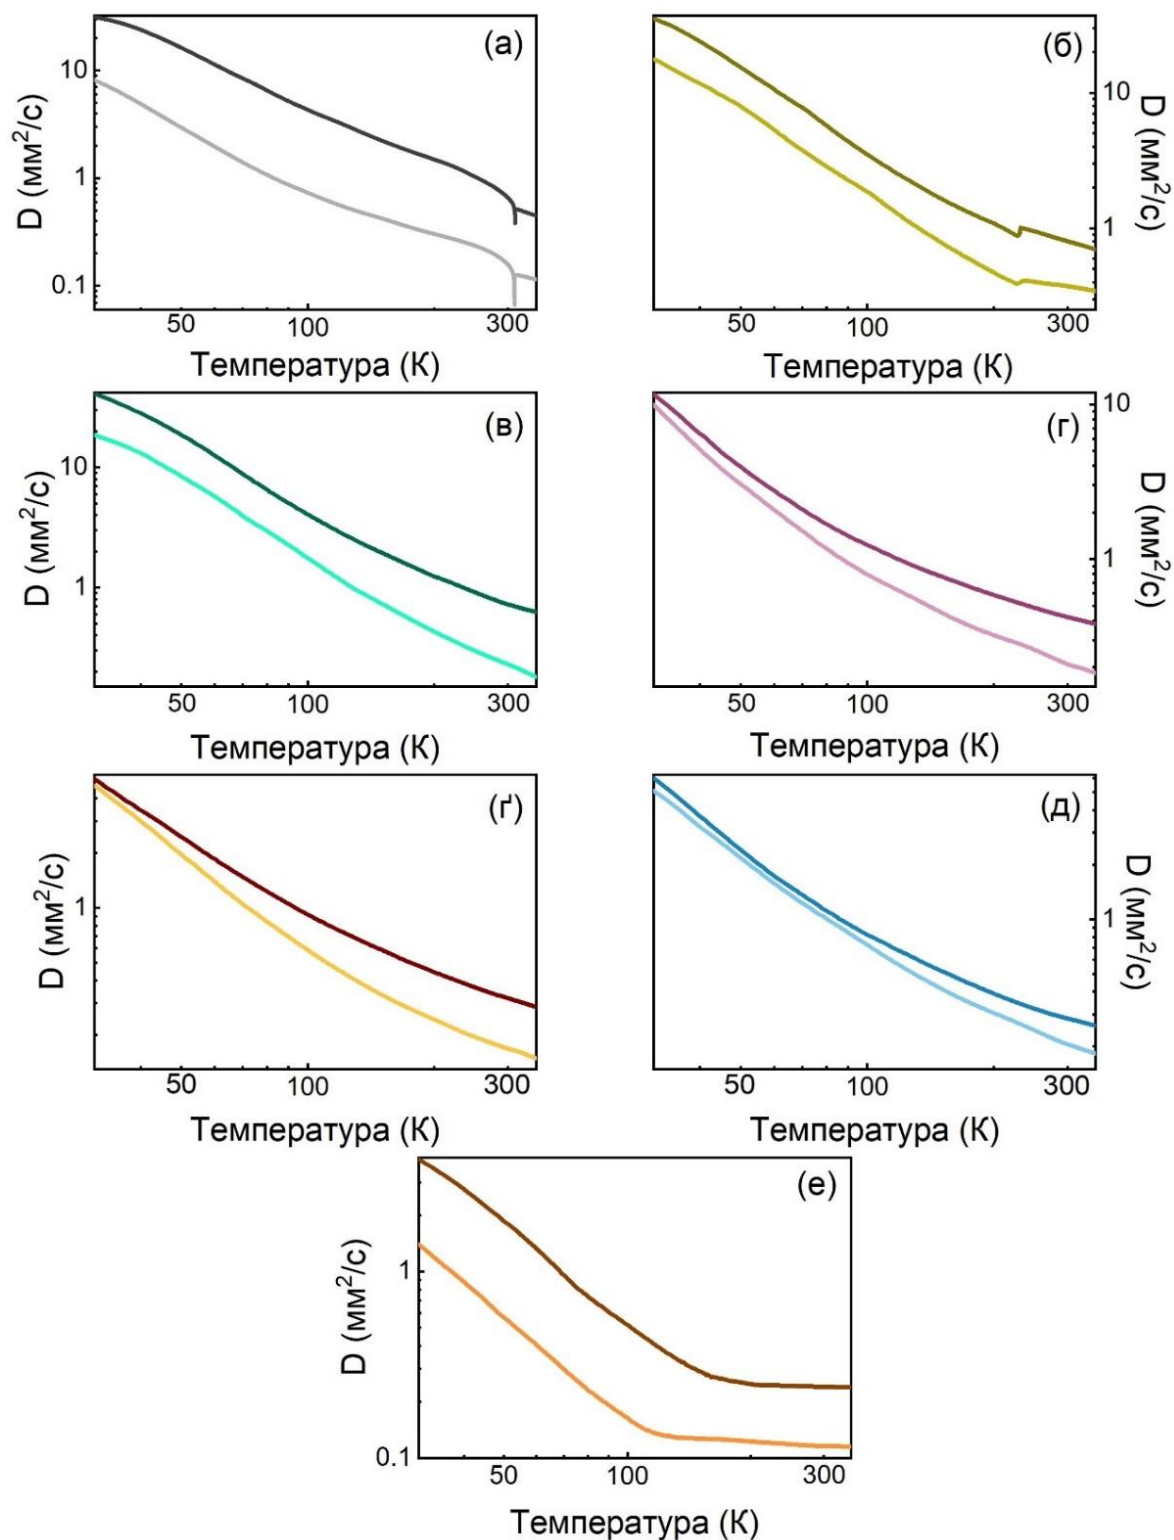 (а)
D (мм²/с)
10
1
0.1
50 100 300
Температура (К)
(б)
D (мм²/с)
10
1
50 100 300
Температура (К)
(в)
D (мм²/с)
10
1
50 100 300
Температура (К)
(г)
D (мм²/с)
10
1
50 100 300
Температура (К)
(ґ)
D (мм²/с)
1
50 100 300
Температура (К)
(д)
D (мм²/с)
1
50 100 300
Температура (К)
(е)
D (мм²/с)
1
0.1
50 100 300
Температура (К)